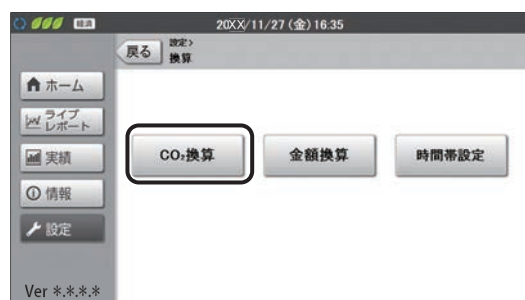 経済
20XX/11/27 (金) 16:35
戻る
設定>
換算
ホーム
ライブ
レポート
実績
情報
設定
CO₂換算
金額換算
時間帯設定
Ver *.*.*.*